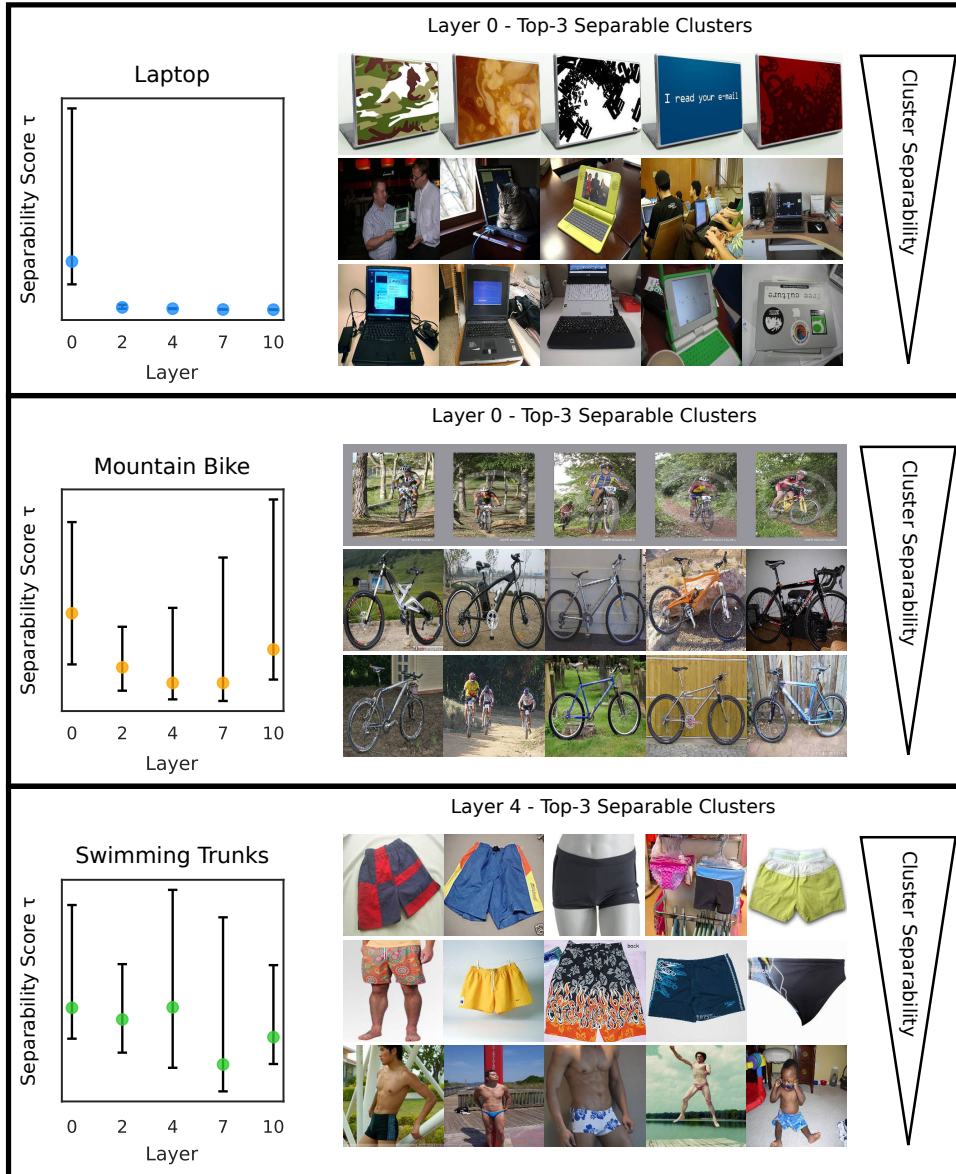 Layer 0 - Top-3 Separable Clusters
Laptop
Separability Score τ
0 2 4 7 10
Layer
I read your e-mail
free culture
Cluster Separability
Layer 0 - Top-3 Separable Clusters
Mountain Bike
Separability Score τ
0 2 4 7 10
Layer
Cluster Separability
Layer 4 - Top-3 Separable Clusters
Swimming Trunks
Separability Score τ
0 2 4 7 10
Layer
back
Cluster Separability